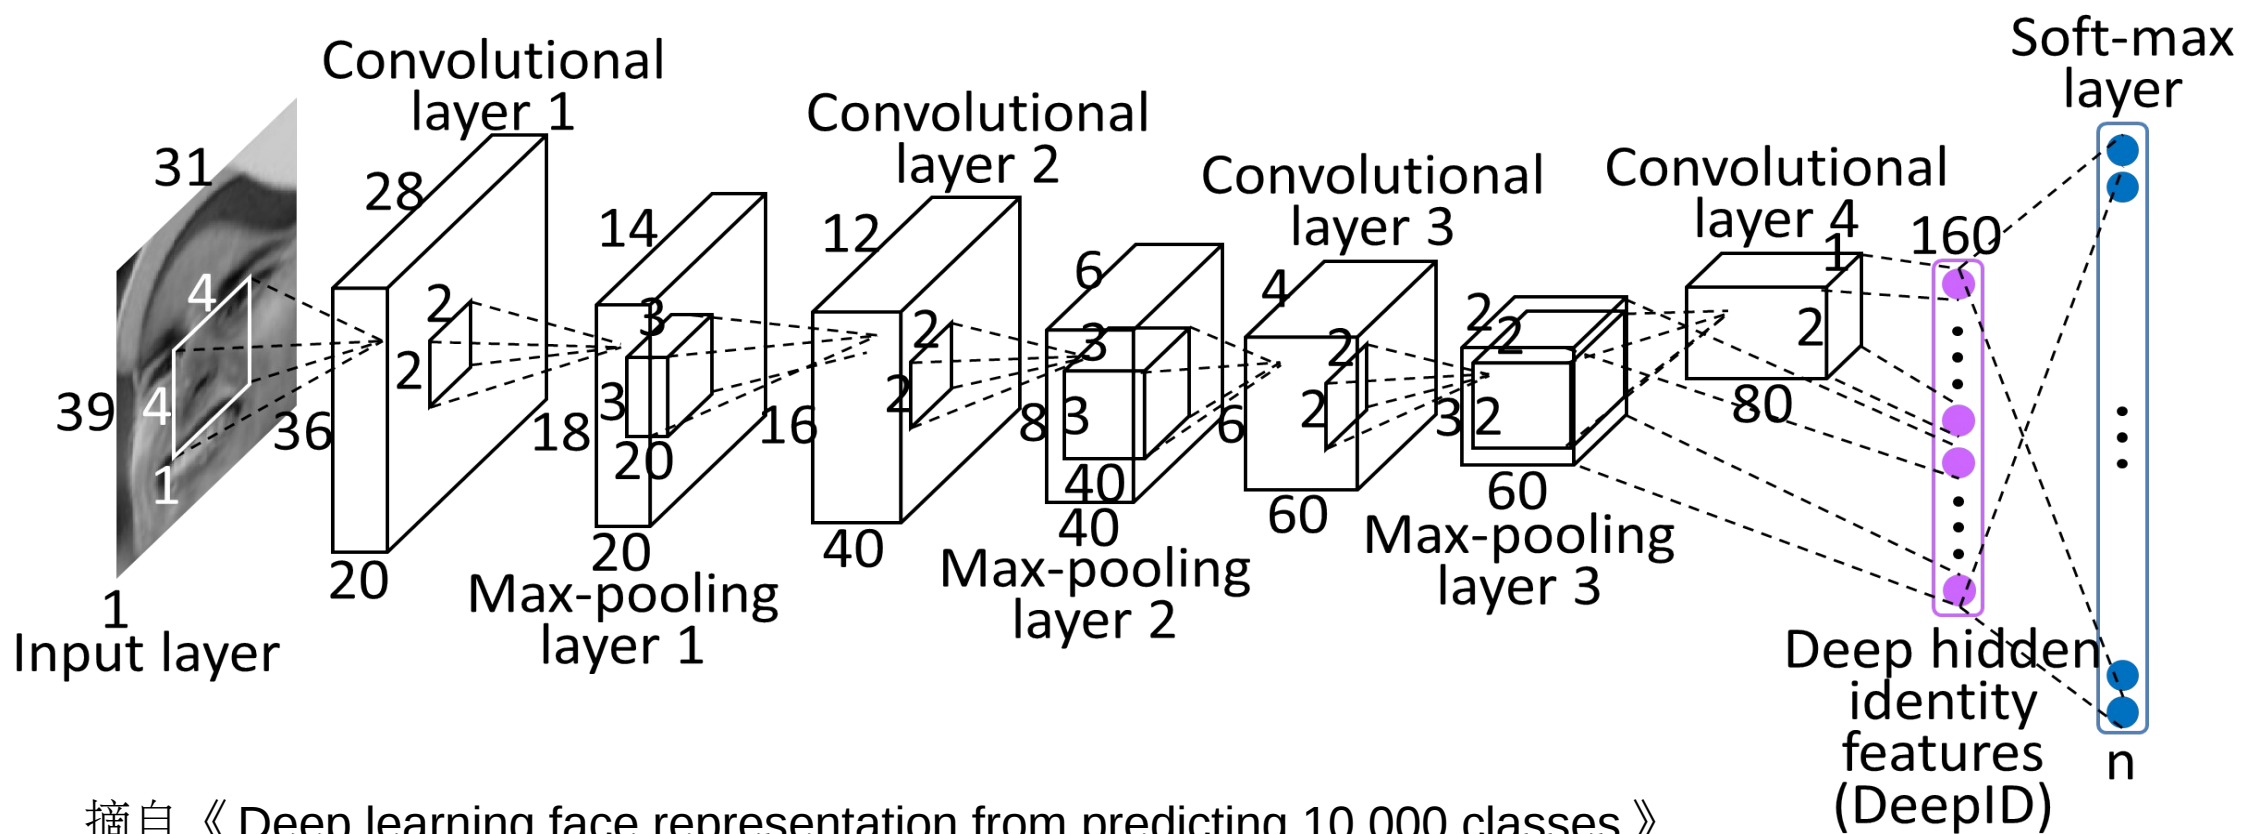 Convolutional
layer 1
Convolutional
layer 2
Convolutional
layer 3
Convolutional
layer 4
Soft-max
layer
31
39
4
4
1
1
Input layer
28
36
20
2
2
14
18
20
3
3
20
Max-pooling
layer 1
12
16
40
2
2
6
8
40
3
3
40
Max-pooling
layer 2
4
6
60
2
2
2
3
2
2
60
Max-pooling
layer 3
1
2
80
160
Deep hidden
identity
features
(DeepID)
n
摘自《 Deep learning face representation from predicting 10,000 classes 》